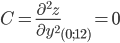 C = ∂²z/∂y² (0;12) = 0